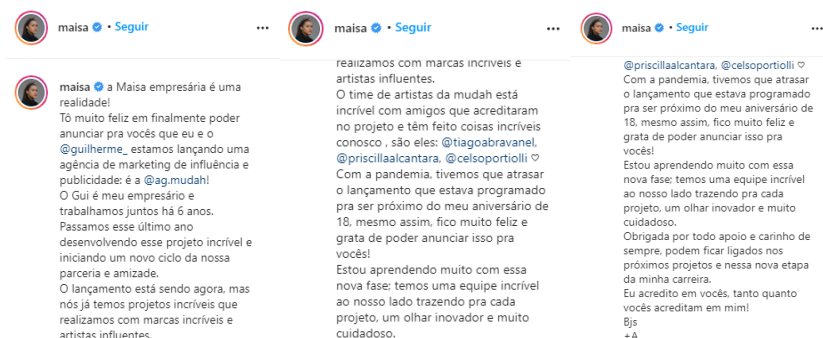 maisa • Seguir
maisa a Maisa empresária é uma
realidade!
Tô muito feliz em finalmente poder
anunciar pra vocês que eu e o
@guilherme_ estamos lançando uma
agência de marketing de influência e
publicidade: é a @ag.mudah!
O Gui é meu empresário e
trabalhamos juntos há 6 anos.
Passamos esse último ano
desenvolvendo esse projeto incrível e
iniciando um novo ciclo da nossa
parceria e amizade.
O lançamento está sendo agora, mas
nós já temos projetos incríveis que
realizamos com marcas incríveis e
artistas influentes.
maisa • Seguir
realizamos com marcas incríveis e
artistas influentes.
O time de artistas da mudah está
incrível com amigos que acreditaram
no projeto e têm feito coisas incríveis
conosco , são eles: @tiagoabravanel,
@priscillaalcantara, @celsoportiolli ♡
Com a pandemia, tivemos que atrasar
o lançamento que estava programado
pra ser próximo do meu aniversário de
18, mesmo assim, fico muito feliz e
grata de poder anunciar isso pra
vocês!
Estou aprendendo muito com essa
nova fase; temos uma equipe incrível
ao nosso lado trazendo pra cada
projeto, um olhar inovador e muito
cuidadoso.
maisa • Seguir
@priscillaalcantara, @celsoportiolli ♡
Com a pandemia, tivemos que atrasar
o lançamento que estava programado
pra ser próximo do meu aniversário de
18, mesmo assim, fico muito feliz e
grata de poder anunciar isso pra
vocês!
Estou aprendendo muito com essa
nova fase; temos uma equipe incrível
ao nosso lado trazendo pra cada
projeto, um olhar inovador e muito
cuidadoso.
Obrigada por todo apoio e carinho de
sempre, podem ficar ligados nos
próximos projetos e nessa nova etapa
da minha carreira.
Eu acredito em vocês, tanto quanto
vocês acreditam em mim!
Bjs
+A